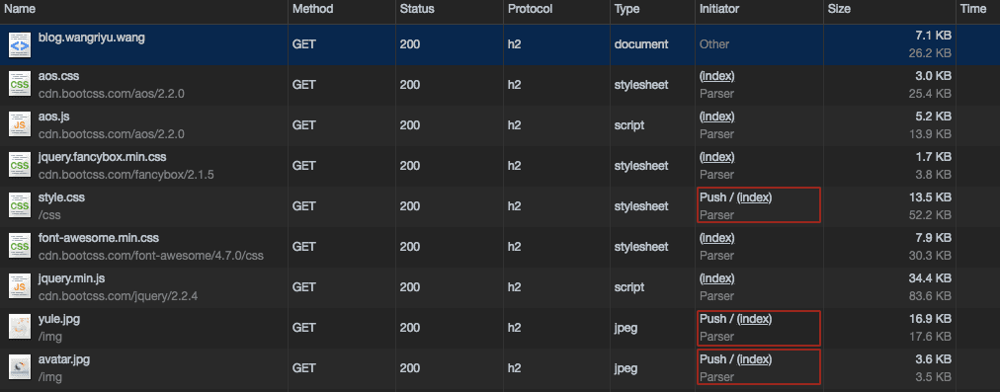 Name Method Status Protocol Type Initiator Size Time
blog.wangriyu.wang GET 200 h2 document Other 7.1 KB
26.2 KB
aos.css GET 200 h2 stylesheet (index) 3.0 KB
cdn.bootcss.com/aos/2.2.0 Parser 25.4 KB
aos.js GET 200 h2 script (index) 5.2 KB
cdn.bootcss.com/aos/2.2.0 Parser 13.9 KB
jquery.fancybox.min.css GET 200 h2 stylesheet (index) 1.7 KB
cdn.bootcss.com/fancybox/2.1.5 Parser 3.8 KB
style.css GET 200 h2 stylesheet Push / (index) 13.5 KB
/css Parser 52.2 KB
font-awesome.min.css GET 200 h2 stylesheet (index) 7.9 KB
cdn.bootcss.com/font-awesome/4.7.0/css Parser 30.3 KB
jquery.min.js GET 200 h2 script (index) 34.4 KB
cdn.bootcss.com/jquery/2.2.4 Parser 83.6 KB
yule.jpg GET 200 h2 jpeg Push / (index) 16.9 KB
/img Parser 17.6 KB
avatar.jpg GET 200 h2 jpeg Push / (index) 3.6 KB
/img Parser 3.5 KB